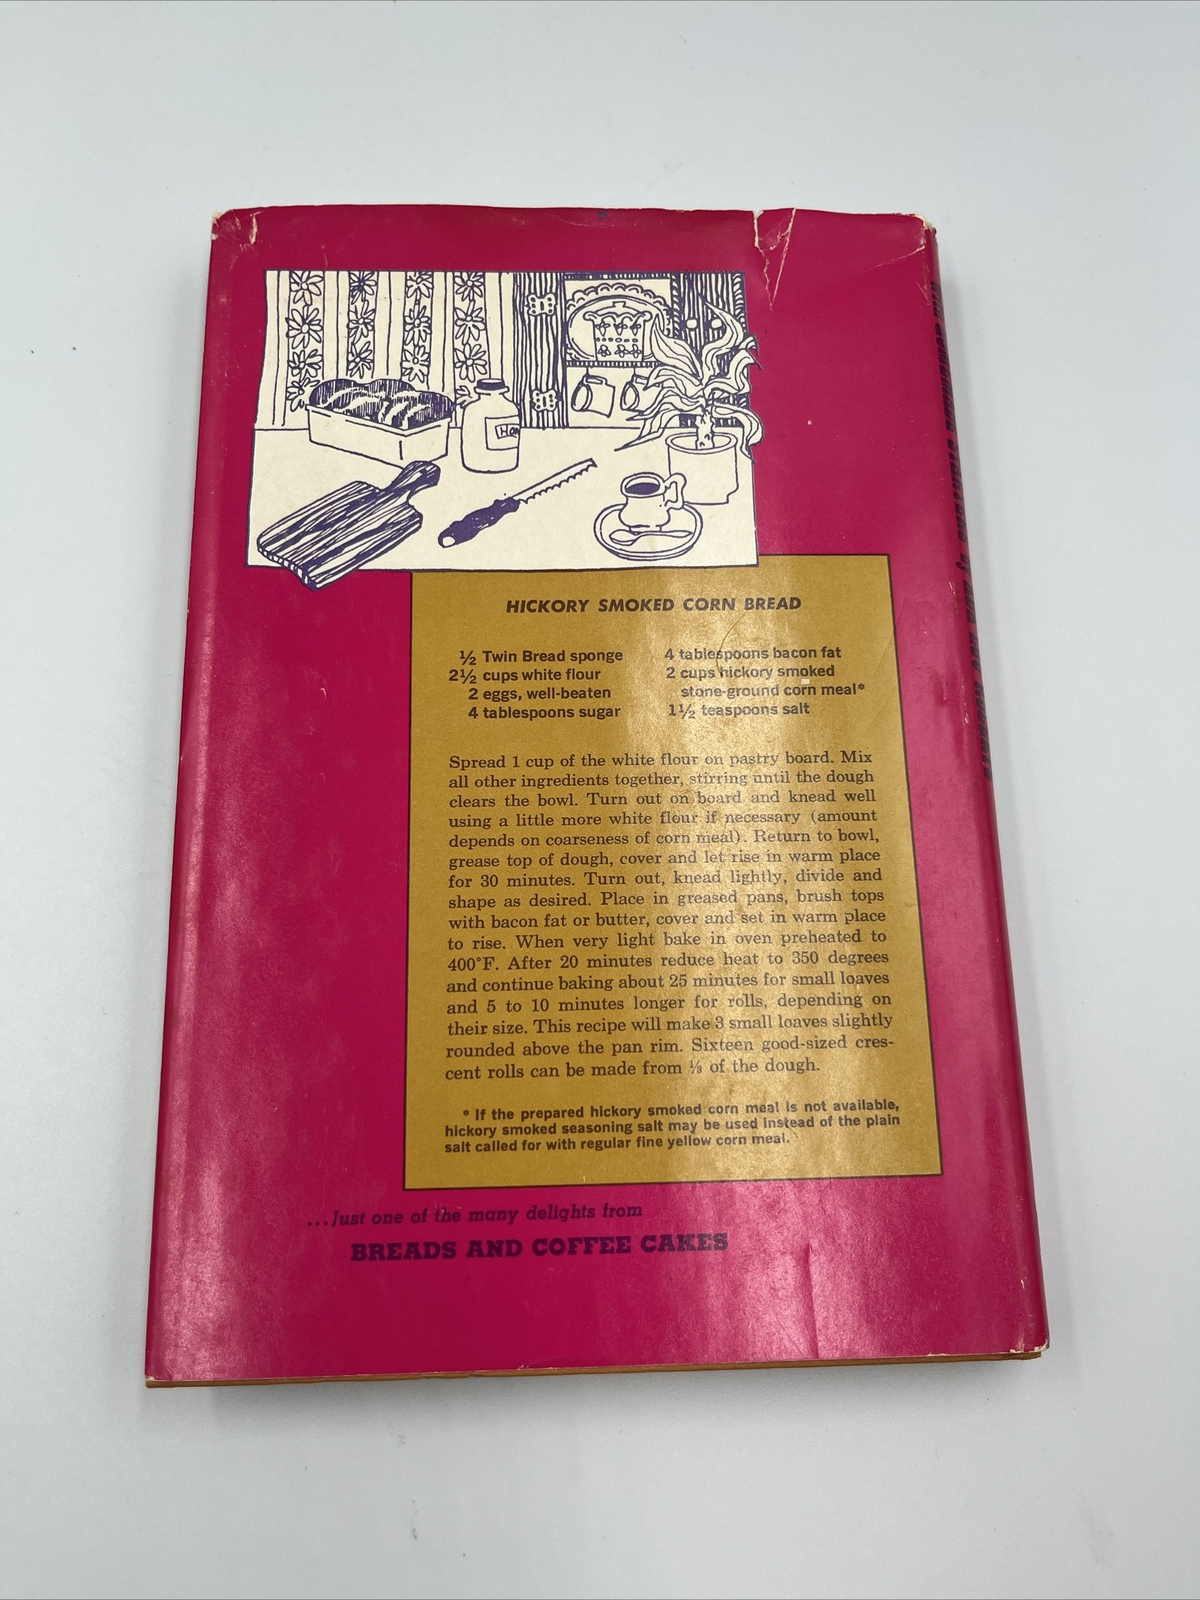 Ho
HICKORY SMOKED CORN BREAD
½ Twin Bread sponge
2½ cups white flour
2 eggs, well-beaten
4 tablespoons sugar
4 tablespoons bacon fat
2 cups hickory smoked
stone-ground corn meal*
1½ teaspoons salt
Spread 1 cup of the white flour on pastry board. Mix
all other ingredients together, stirring until the dough
clears the bowl. Turn out on board and knead well
using a little more white flour if necessary (amount
depends on coarseness of corn meal). Return to bowl,
grease top of dough, cover and let rise in warm place
for 30 minutes. Turn out, knead lightly, divide and
shape as desired. Place in greased pans, brush tops
with bacon fat or butter, cover and set in warm place
to rise. When very light bake in oven preheated to
400°F. After 20 minutes reduce heat to 350 degrees
and continue baking about 25 minutes for small loaves
and 5 to 10 minutes longer for rolls, depending on
their size. This recipe will make 3 small loaves slightly
rounded above the pan rim. Sixteen good-sized cres-
cent rolls can be made from ⅓ of the dough.
* If the prepared hickory smoked corn meal is not available,
hickory smoked seasoning salt may be used instead of the plain
salt called for with regular fine yellow corn meal.
...Just one of the many delights from
BREADS AND COFFEE CAKES